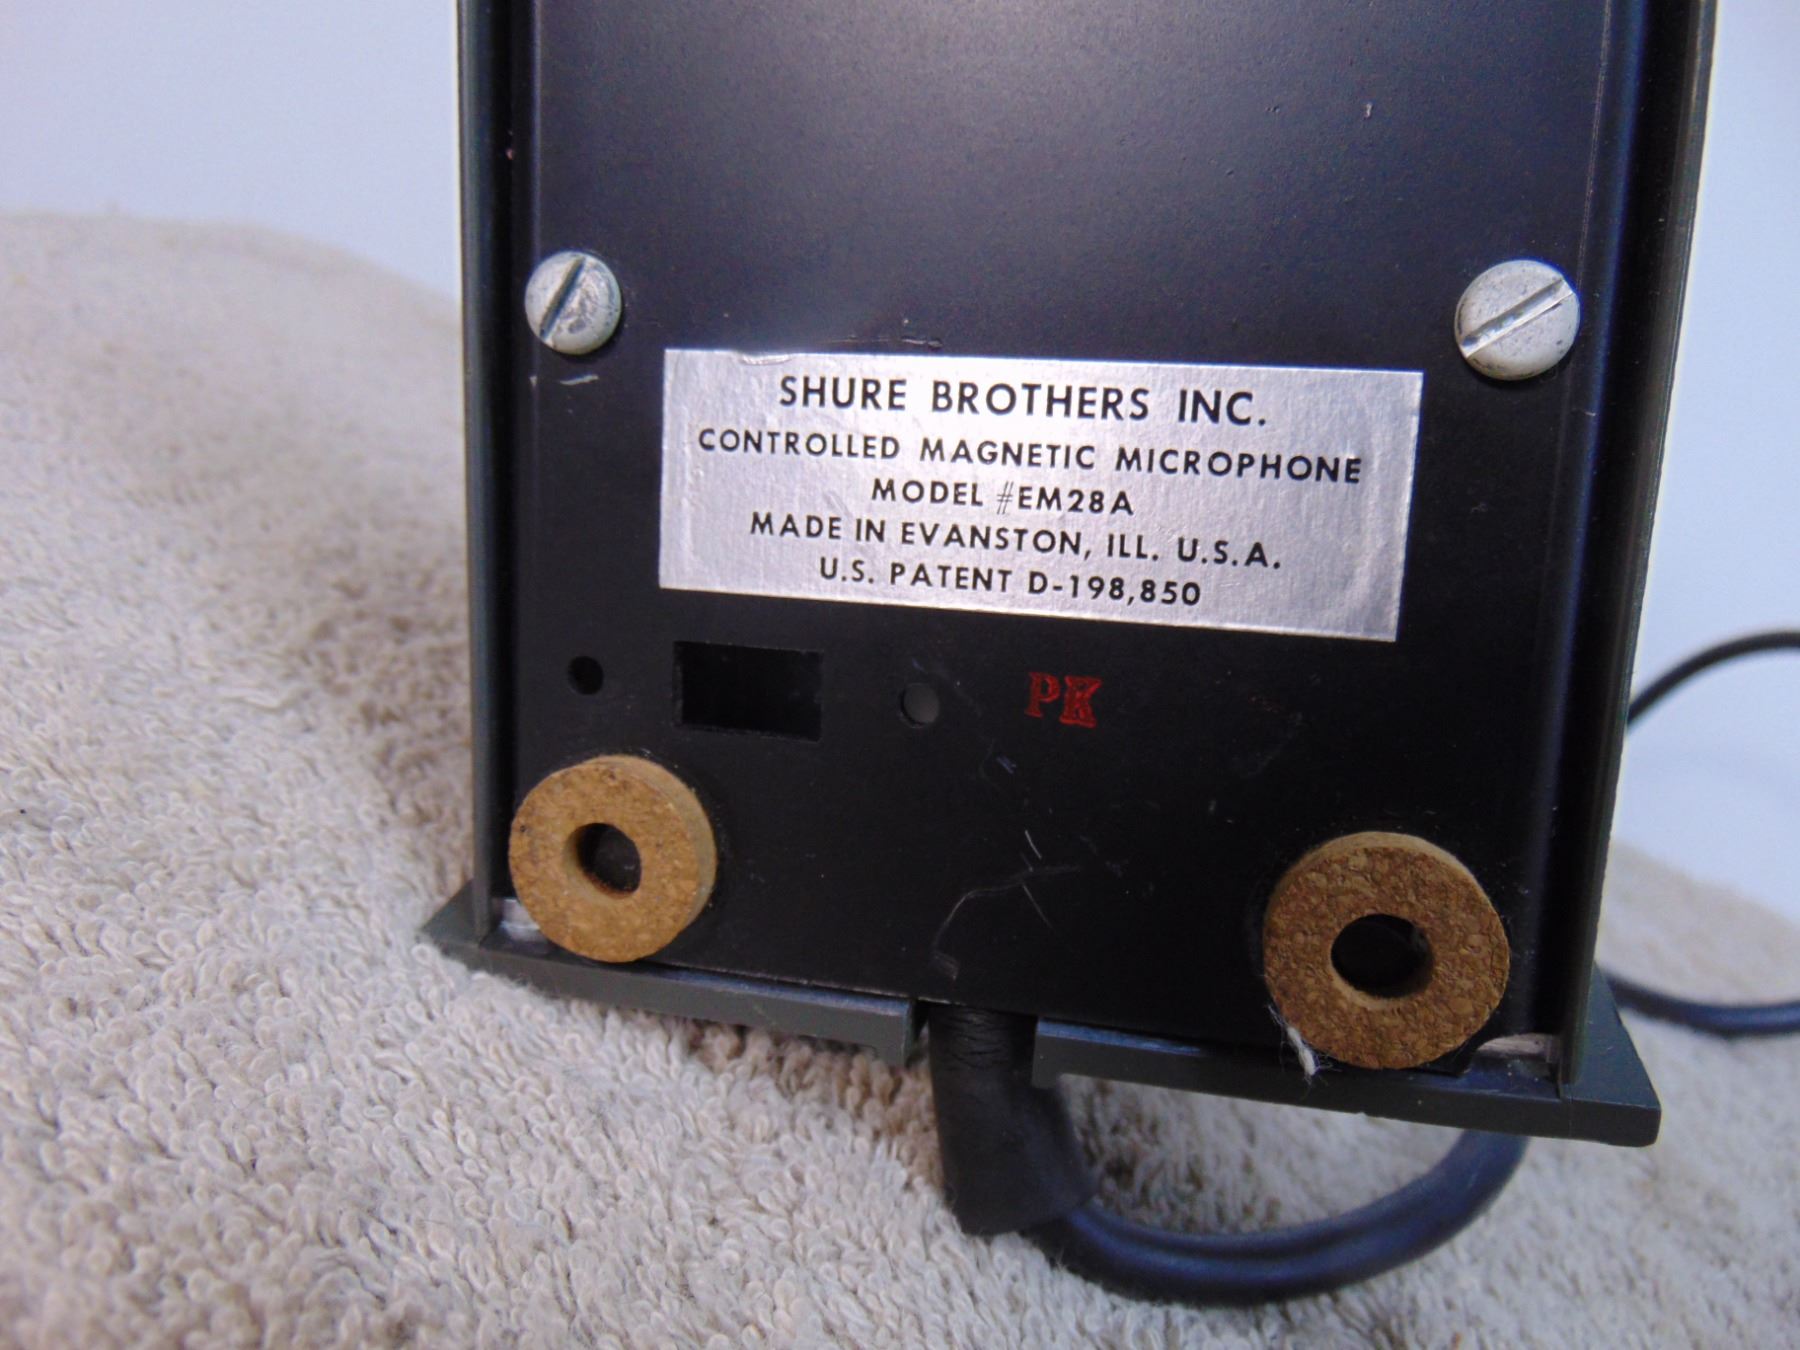 SHURE BROTHERS INC.
CONTROLLED MAGNETIC MICROPHONE
MODEL #EM28A
MADE IN EVANSTON, ILL. U.S.A.
U.S. PATENT D-198,850
PK